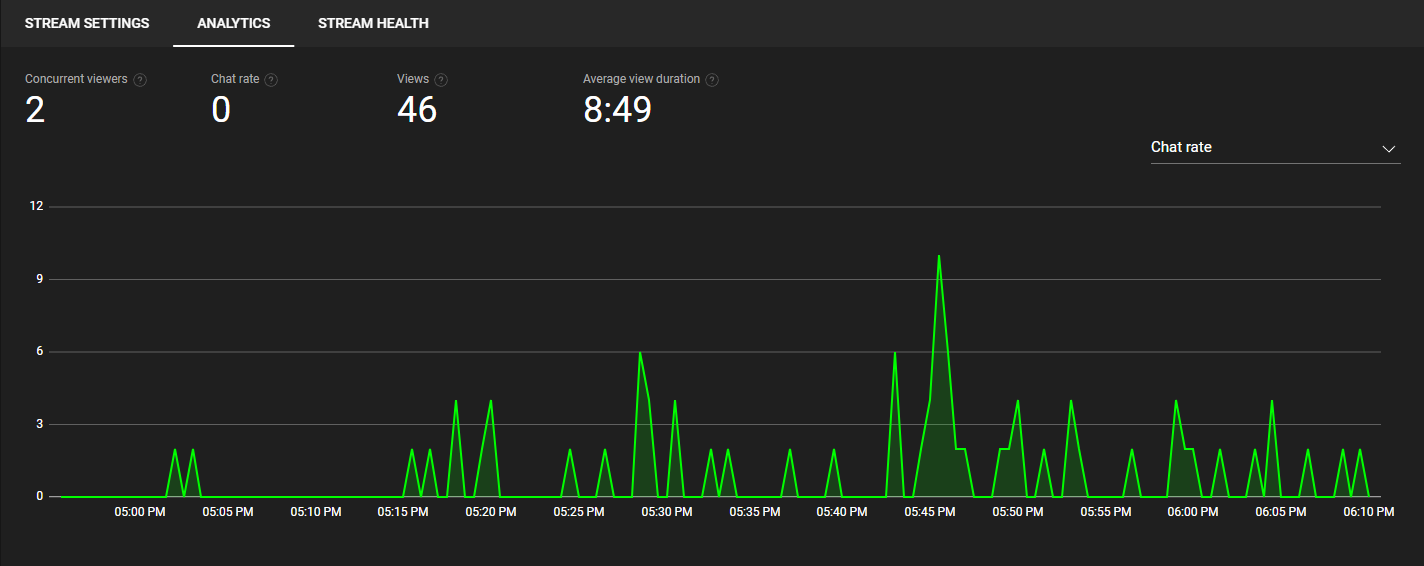 STREAM SETTINGS ANALYTICS STREAM HEALTH
Concurrent viewers ? Chat rate ? Views ? Average view duration ?
2 0 46 8:49
Chat rate
12
9
6
3
0
05:00 PM 05:05 PM 05:10 PM 05:15 PM 05:20 PM 05:25 PM 05:30 PM 05:35 PM 05:40 PM 05:45 PM 05:50 PM 05:55 PM 06:00 PM 06:05 PM 06:10 PM